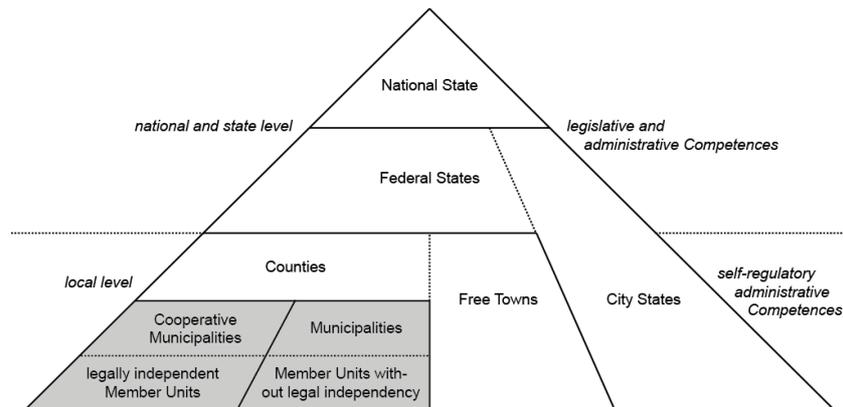 National State
national and state level
legislative and
administrative Competences
Federal States
Counties
local level
self-regulatory
administrative
Competences
Free Towns
City States
Cooperative
Municipalities
Municipalities
legally independent
Member Units
Member Units with-
out legal independency